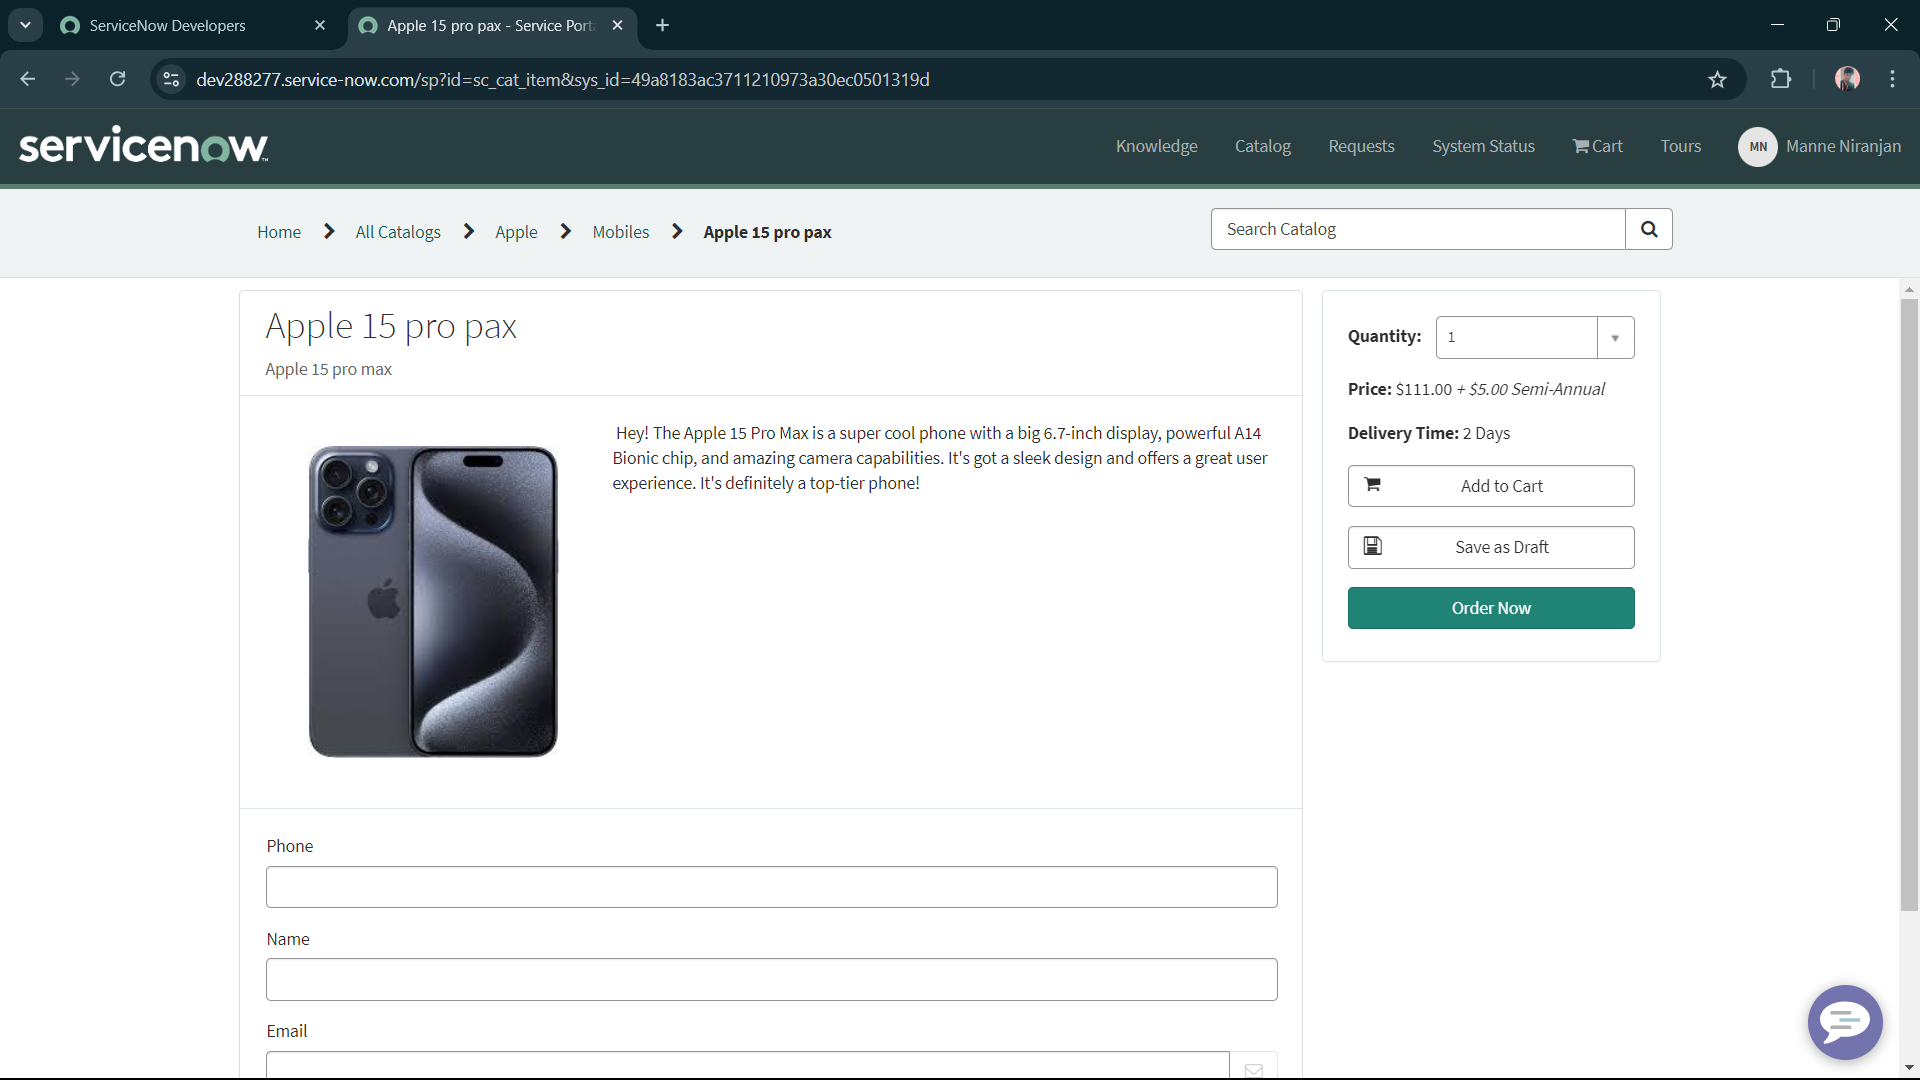 ServiceNow Developers
Apple 15 pro pax - Service Port
dev288277.service-now.com/sp?id=sc_cat_item&sys_id=49a8183ac3711210973a30ec0501319d
servicenow
Knowledge
Catalog
Requests
System Status
Cart
Tours
MN
Manne Niranjan
Home
All Catalogs
Apple
Mobiles
Apple 15 pro pax
Search Catalog
Apple 15 pro pax
Apple 15 pro max
Hey! The Apple 15 Pro Max is a super cool phone with a big 6.7-inch display, powerful A14
Bionic chip, and amazing camera capabilities. It's got a sleek design and offers a great user
experience. It's definitely a top-tier phone!
Quantity: 1
Price: $111.00 + $5.00 Semi-Annual
Delivery Time: 2 Days
Add to Cart
Save as Draft
Order Now
Phone
Name
Email